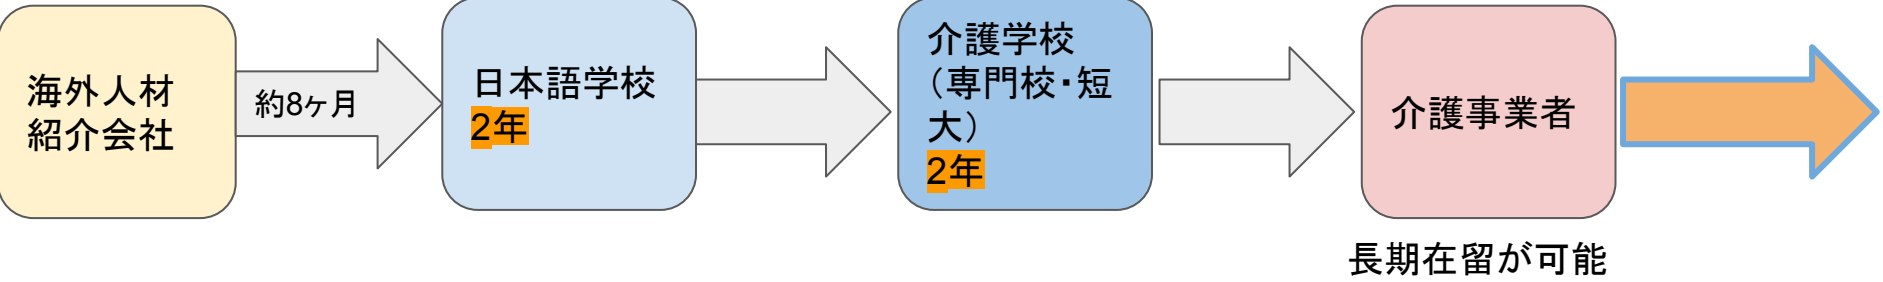 海外人材
紹介会社
約8ヶ月
日本語学校
2年
介護学校
（専門校・短
大）
2年
介護事業者
長期在留が可能